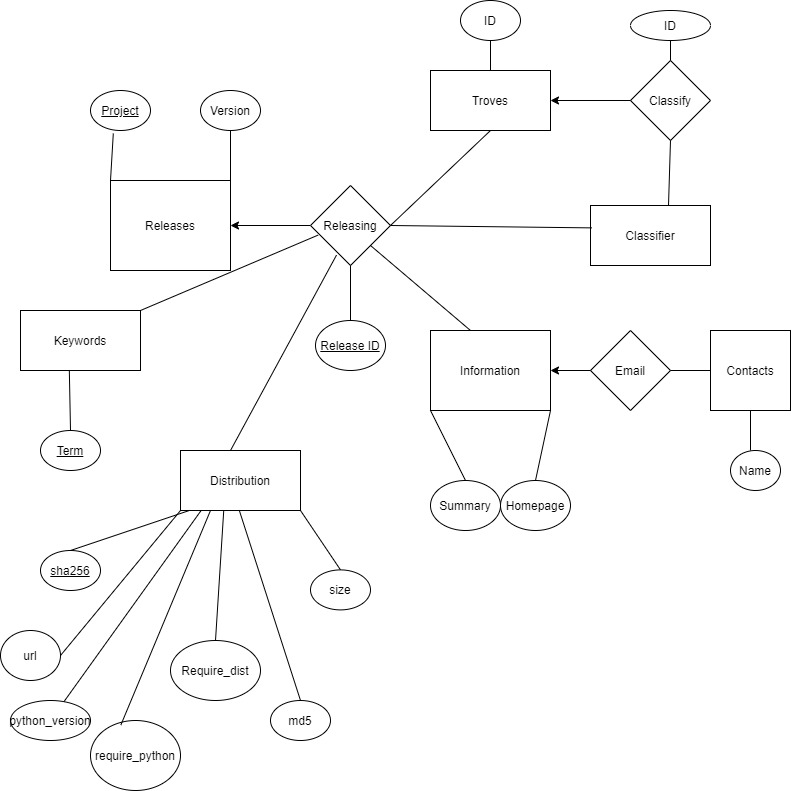 ID
ID
Troves
Classify
Project
Version
Releases
Releasing
Classifier
Keywords
Release ID
Information
Email
Contacts
Term
Distribution
Summary
Homepage
Name
sha256
size
url
Require_dist
python_version
md5
require_python